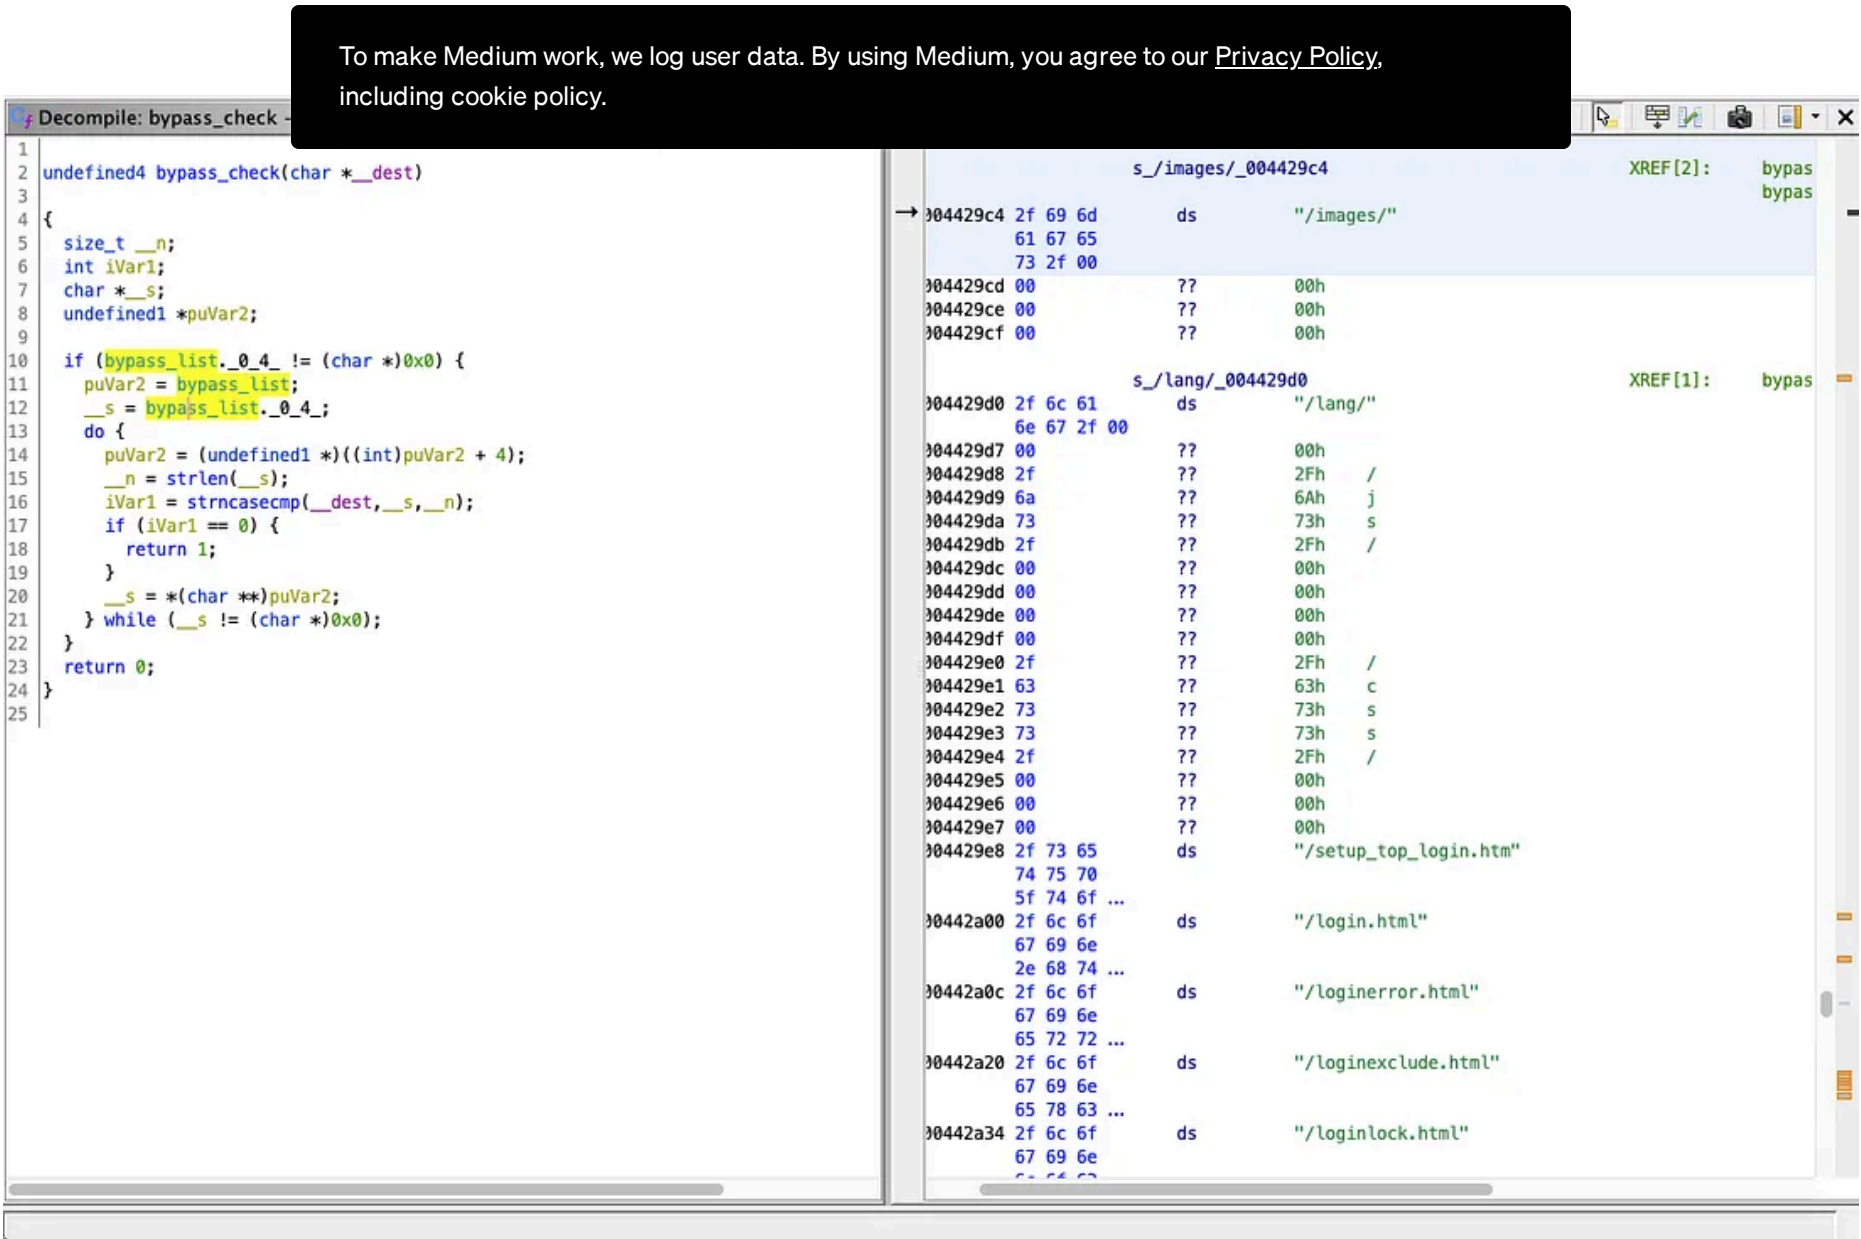 To make Medium work, we log user data. By using Medium, you agree to our Privacy Policy,
including cookie policy.
Decompile: bypass_check -
1
2 undefined4 bypass_check(char *__dest)
3
4 {
5 size_t __n;
6 int iVar1;
7 char *__s;
8 undefined1 *puVar2;
9
10 if (bypass_list._0_4_ != (char *)0x0) {
11 puVar2 = bypass_list;
12 __s = bypass_list._0_4_;
13 do {
14 puVar2 = (undefined1 *)((int)puVar2 + 4);
15 __n = strlen(__s);
16 iVar1 = strncasecmp(__dest,__s,__n);
17 if (iVar1 == 0) {
18 return 1;
19 }
20 __s = *(char **)puVar2;
21 } while (__s != (char *)0x0);
22 }
23 return 0;
24 }
25
s_/images/_004429c4 XREF[2]: bypas
bypas
004429c4 2f 69 6d ds "/images/"
61 67 65
73 2f 00
004429cd 00 ?? 00h
004429ce 00 ?? 00h
004429cf 00 ?? 00h
s_/lang/_004429d0 XREF[1]: bypas
004429d0 2f 6c 61 ds "/lang/"
6e 67 2f 00
004429d7 00 ?? 00h
004429d8 2f ?? 2Fh /
004429d9 6a ?? 6Ah j
004429da 73 ?? 73h s
004429db 2f ?? 2Fh /
004429dc 00 ?? 00h
004429dd 00 ?? 00h
004429de 00 ?? 00h
004429df 00 ?? 00h
004429e0 2f ?? 2Fh /
004429e1 63 ?? 63h c
004429e2 73 ?? 73h s
004429e3 73 ?? 73h s
004429e4 2f ?? 2Fh /
004429e5 00 ?? 00h
004429e6 00 ?? 00h
004429e7 00 ?? 00h
004429e8 2f 73 65 ds "/setup_top_login.htm"
74 75 70
5f 74 6f ...
00442a00 2f 6c 6f ds "/login.html"
67 69 6e
2e 68 74 ...
00442a0c 2f 6c 6f ds "/loginerror.html"
67 69 6e
65 72 72 ...
00442a20 2f 6c 6f ds "/loginexclude.html"
67 69 6e
65 78 63 ...
00442a34 2f 6c 6f ds "/loginlock.html"
67 69 6e